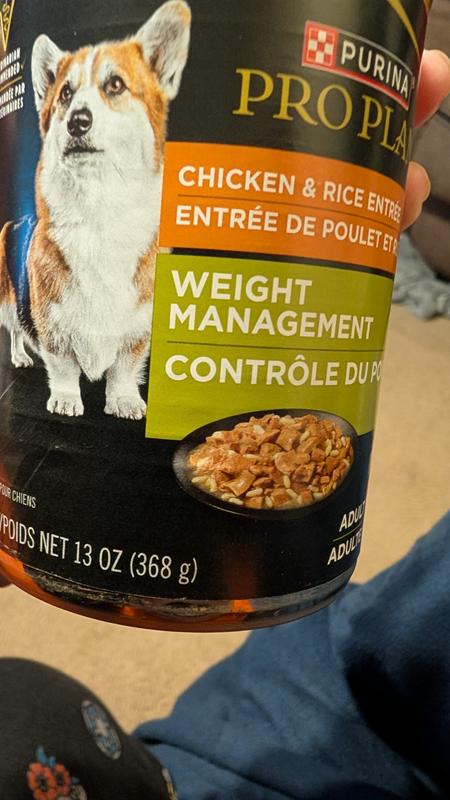 PURINA
PRO PLA
CHICKEN & RICE ENTRÉE
ENTRÉE DE POULET ET
WEIGHT
MANAGEMENT
CONTRÔLE DU PO
POUR CHIENS
/POIDS NET 13 OZ (368 g)
ADUL
ADULTE